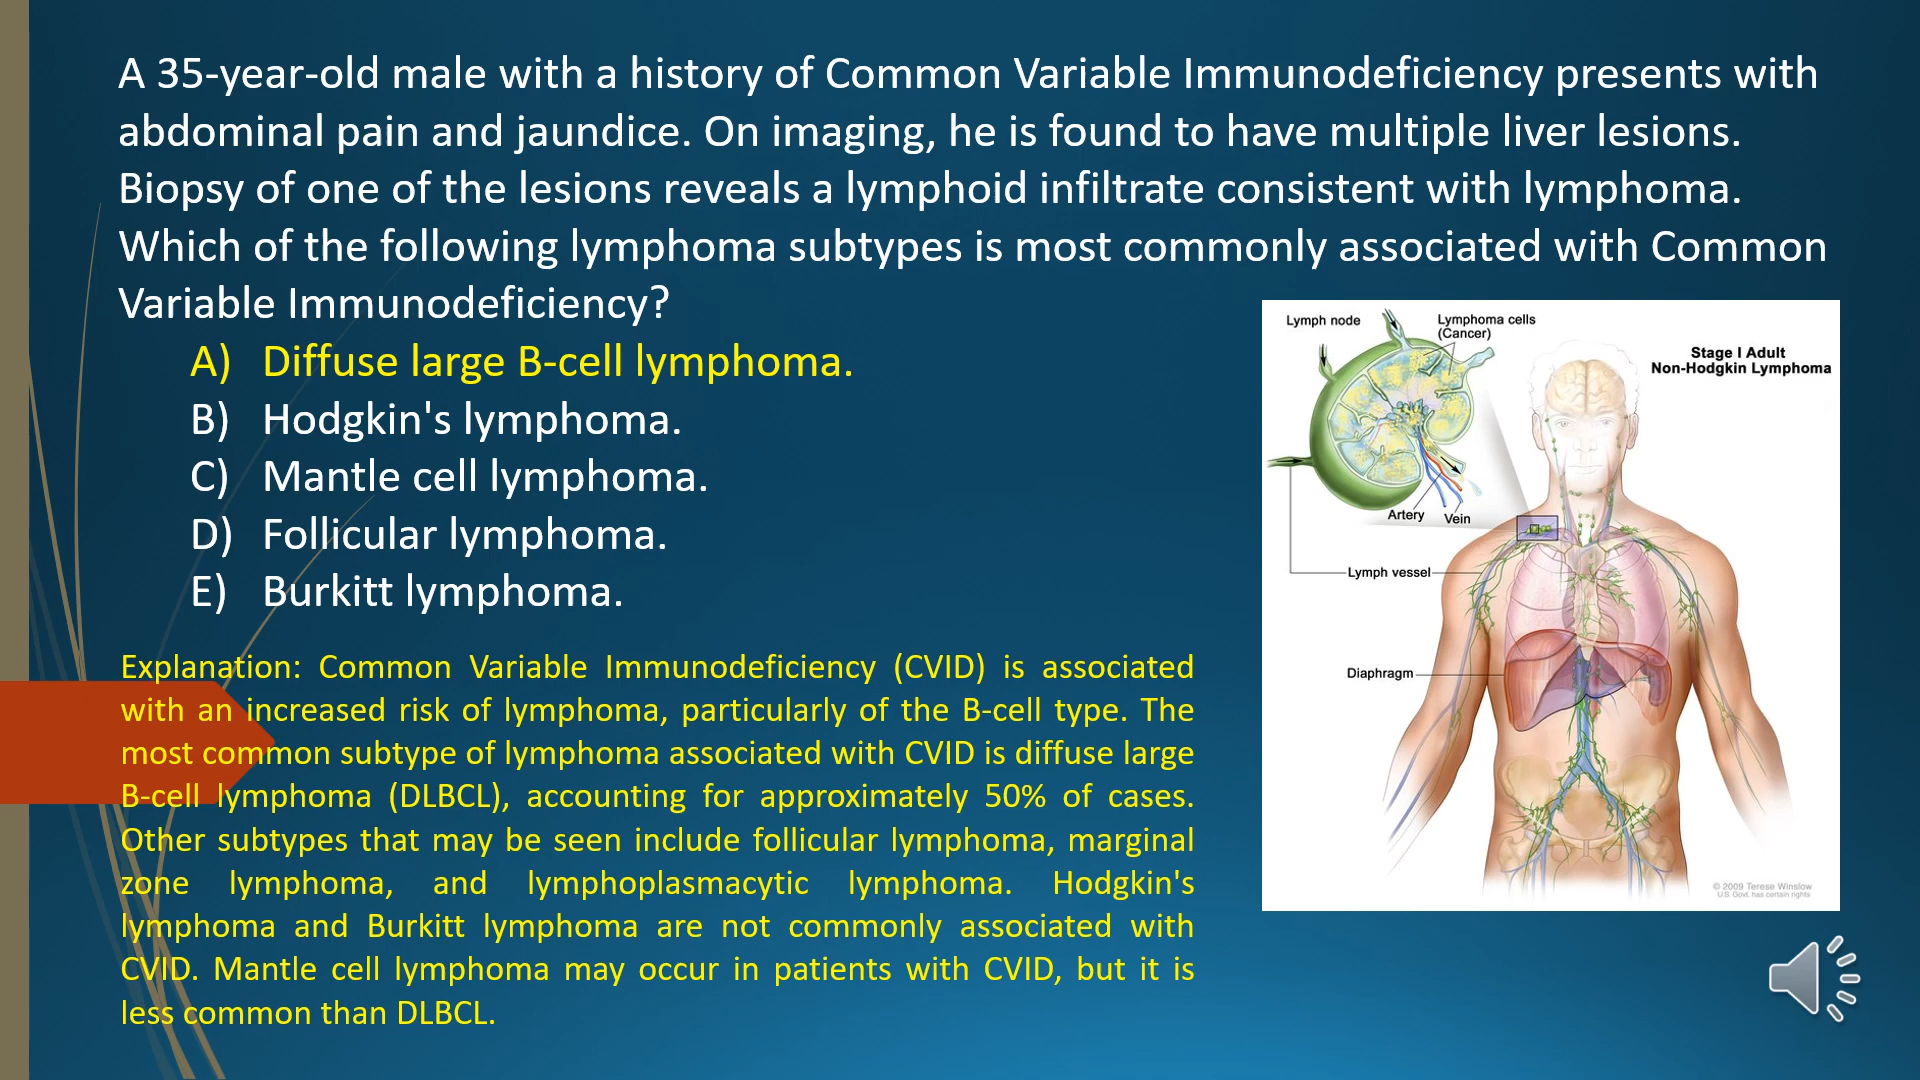 A 35-year-old male with a history of Common Variable Immunodeficiency presents with
abdominal pain and jaundice. On imaging, he is found to have multiple liver lesions.
Biopsy of one of the lesions reveals a lymphoid infiltrate consistent with lymphoma.
Which of the following lymphoma subtypes is most commonly associated with Common
Variable Immunodeficiency?
A) Diffuse large B-cell lymphoma.
B) Hodgkin's lymphoma.
C) Mantle cell lymphoma.
D) Follicular lymphoma.
E) Burkitt lymphoma.
Explanation: Common Variable Immunodeficiency (CVID) is associated
with an increased risk of lymphoma, particularly of the B-cell type. The
most common subtype of lymphoma associated with CVID is diffuse large
B-cell lymphoma (DLBCL), accounting for approximately 50% of cases.
Other subtypes that may be seen include follicular lymphoma, marginal
zone lymphoma, and lymphoplasmacytic lymphoma. Hodgkin's
lymphoma and Burkitt lymphoma are not commonly associated with
CVID. Mantle cell lymphoma may occur in patients with CVID, but it is
less common than DLBCL.
Lymph node
Lymphoma cells
(Cancer)
Stage I Adult
Non-Hodgkin Lymphoma
Artery
Vein
Lymph vessel
Diaphragm
© 2009 Terese Winslow
U.S. Govt. has certain rights